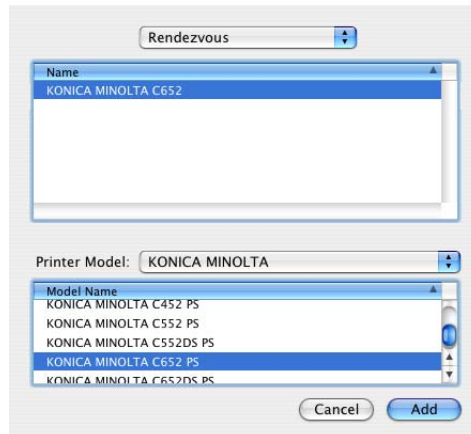 Rendezvous
Name
KONICA MINOLTA C652
Printer Model: KONICA MINOLTA
Model Name
KONICA MINOLTA C452 PS
KONICA MINOLTA C552 PS
KONICA MINOLTA C552DS PS
KONICA MINOLTA C652 PS
KONICA MINOLTA C652DS PS
Cancel Add